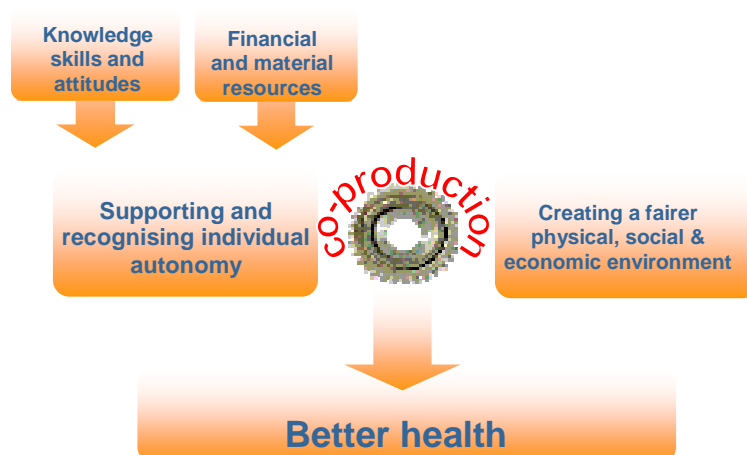 Knowledge
skills and
attitudes
Financial
and material
resources
Supporting and
recognising individual
autonomy
co-production
Creating a fairer
physical, social &
economic environment
Better health